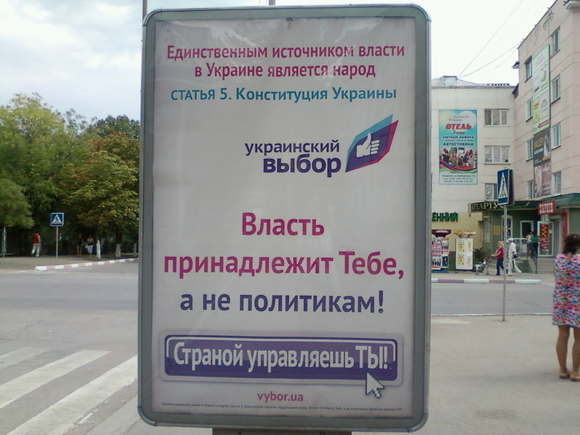 Единственным источником власти
в Украине является народ
СТАТЬЯ 5. Конституция Украины
украинский
выбор
Власть
принадлежит Тебе,
а не политикам!
Страной управляешь ТЫ!
vybor.ua
ОТЕЛЬ
АВТОСТОЯНКА